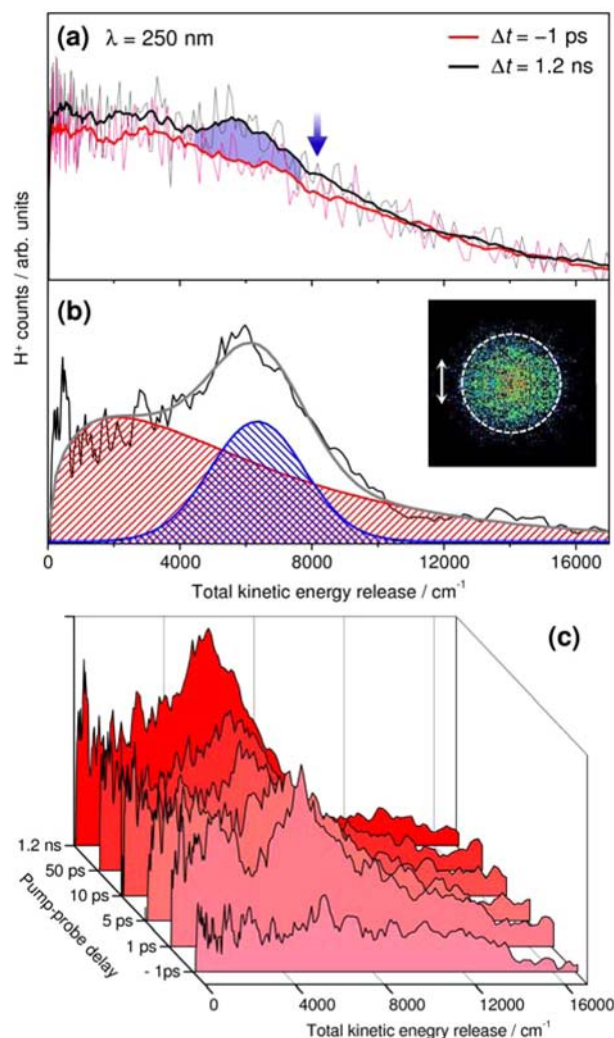 (a) λ = 250 nm
Δt = −1 ps
Δt = 1.2 ns
H⁺ counts / arb. units
(b)
0 4000 8000 12000 16000
Total kinetic energy release / cm⁻¹
(c)
1.2 ns
50 ps
10 ps
5 ps
1 ps
- 1ps
Pump-probe delay
0 4000 8000 12000 16000
Total kinetic enegry release / cm⁻¹